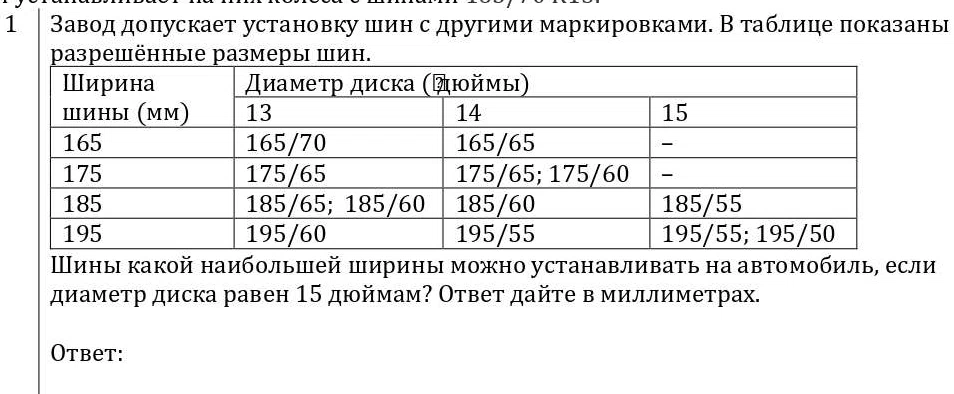 1 Завод допускает установку шин с другими маркировками. В таблице показаны
разрешённые размеры шин.
Ширина шины (мм) Диаметр диска (дюймы)
13 14 15
165 165/70 165/65 –
175 175/65 175/65; 175/60 –
185 185/65; 185/60 185/60 185/55
195 195/60 195/55 195/55; 195/50
Шины какой наибольшей ширины можно устанавливать на автомобиль, если
диаметр диска равен 15 дюймам? Ответ дайте в миллиметрах.
Ответ: